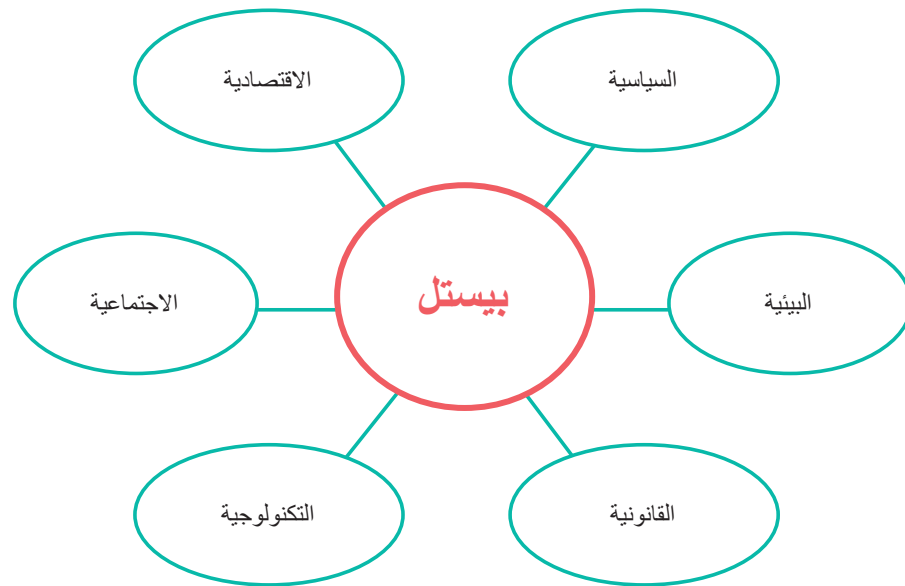 السياسية
الاقتصادية
البيئية
بيستل
الاجتماعية
القانونية
التكنولوجية